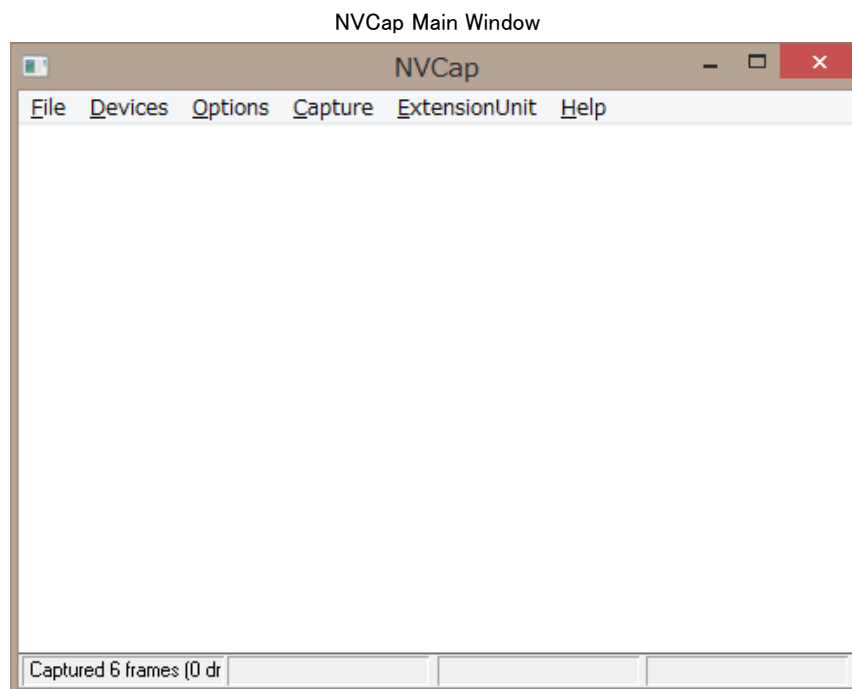 NVCap Main Window
NVCap
File Devices Options Capture ExtensionUnit Help
Captured 6 frames (0 dr